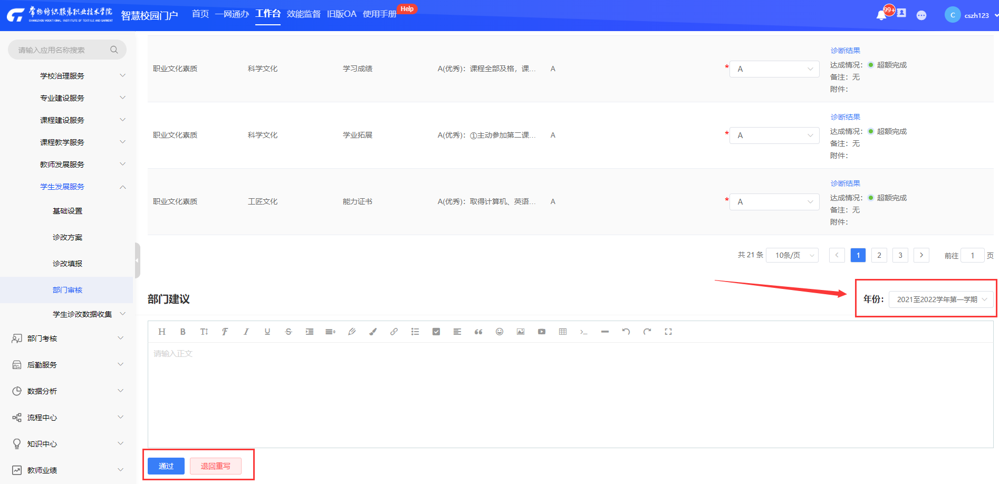 常州纺织服装职业技术学院
CHANGZHOU VOCATIONAL INSTITUTE OF TEXTILE AND GARMENT
智慧校园门户 首页 一网通办 工作台 效能监督 旧版OA 使用手册 Help
99+ C cszh123
请输入应用名称搜索
学校治理服务
专业建设服务
课程建设服务
课程教学服务
教师发展服务
学生发展服务
基础设置
诊改方案
诊改填报
部门审核
学生诊改数据收集
部门考核
后勤服务
数据分析
流程中心
知识中心
教师业绩
职业文化素质 科学文化 学习成绩 A(优秀)：课程全部及格，课... A * A
诊断结果
达成情况： 超额完成
备注：无
附件：
职业文化素质 科学文化 学业拓展 A(优秀)：①主动参加第二课... A * A
诊断结果
达成情况： 超额完成
备注：无
附件：
职业文化素质 工匠文化 能力证书 A(优秀)：取得计算机、英语... A * A
诊断结果
达成情况： 超额完成
备注：无
附件：
共 21 条 10条/页 1 2 3 前往 1 页
部门建议 年份： 2021至2022学年第一学期
请输入正文
通过 退回重写